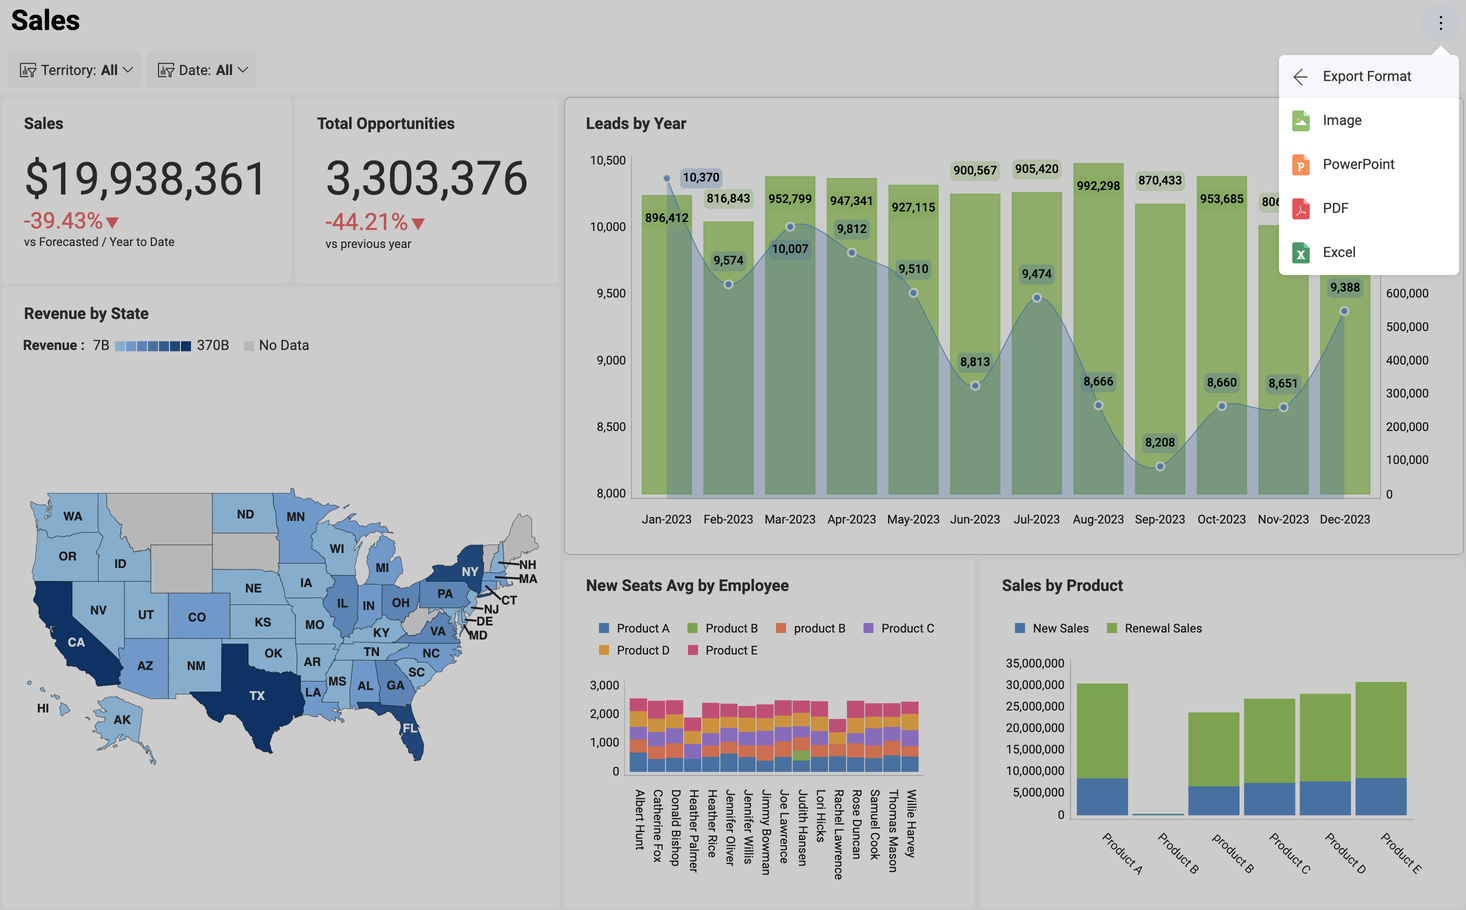 Sales
Territory: All
Date: All
Export Format
Image
PowerPoint
PDF
Excel
Sales
$19,938,361
-39.43%
vs Forecasted / Year to Date
Total Opportunities
3,303,376
-44.21%
vs previous year
Leads by Year
10,500
10,000
9,500
9,000
8,500
8,000
896,412
816,843
952,799
947,341
927,115
900,567
905,420
992,298
870,433
953,685
10,370
9,574
10,007
9,812
9,510
8,813
9,474
8,666
8,208
8,660
8,651
9,388
600,000
500,000
400,000
300,000
200,000
100,000
0
Jan-2023
Feb-2023
Mar-2023
Apr-2023
May-2023
Jun-2023
Jul-2023
Aug-2023
Sep-2023
Oct-2023
Nov-2023
Dec-2023
Revenue by State
Revenue : 7B 370B No Data
WA
OR
ID
NV
CA
UT
AZ
CO
NM
ND
NE
KS
OK
TX
MN
IA
MO
AR
LA
WI
IL
MI
IN
OH
KY
TN
MS
AL
GA
FL
SC
NC
VA
PA
NY
NH
MA
CT
NJ
DE
MD
HI
AK
New Seats Avg by Employee
Product A
Product B
product B
Product C
Product D
Product E
3,000
2,000
1,000
0
Albert Hunt
Catherine Fox
Donald Bishop
Heather Palmer
Heather Rice
Jennifer Oliver
Jennifer Willis
Jimmy Bowman
Joe Lawrence
Judith Hansen
Lori Hicks
Rachel Lawrence
Rose Duncan
Samuel Cook
Thomas Mason
Willie Harvey
Sales by Product
New Sales
Renewal Sales
35,000,000
30,000,000
25,000,000
20,000,000
15,000,000
10,000,000
5,000,000
0
Product A
Product B
product B
Product C
Product D
Product E